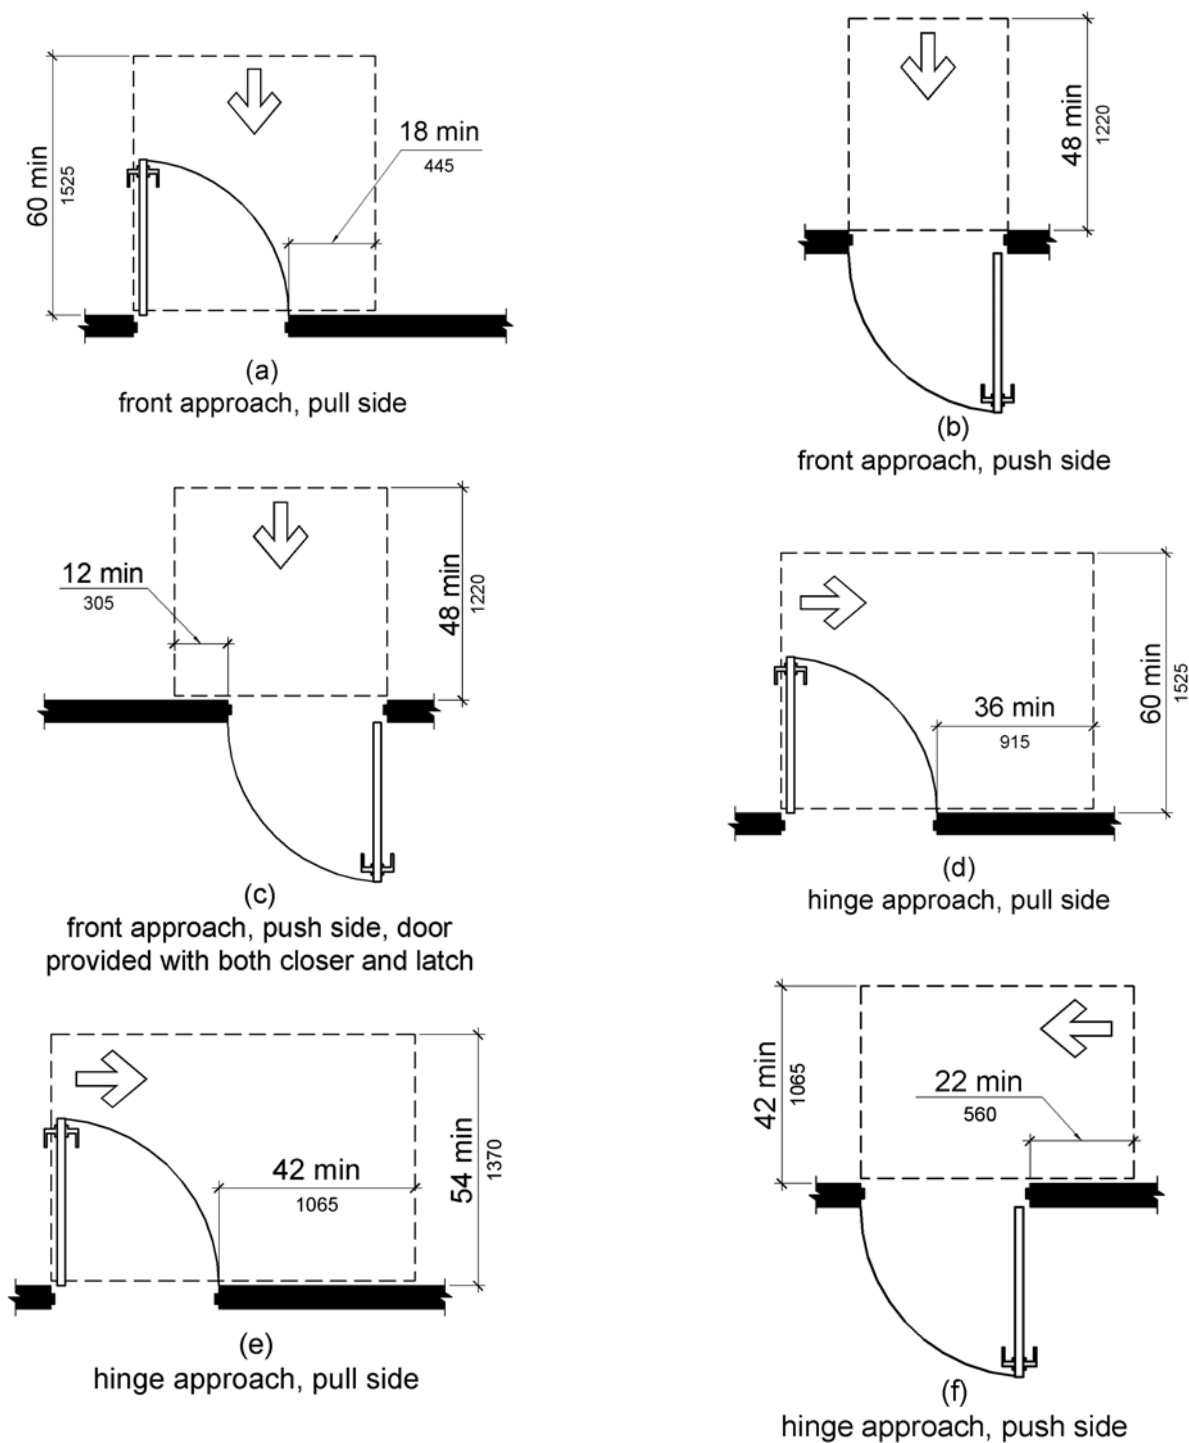 60 min
1525
18 min
445
(a)
front approach, pull side
48 min
1220
(b)
front approach, push side
12 min
305
48 min
1220
(c)
front approach, push side, door
provided with both closer and latch
36 min
915
60 min
1525
(d)
hinge approach, pull side
42 min
1065
54 min
1370
(e)
hinge approach, pull side
42 min
1065
22 min
560
(f)
hinge approach, push side